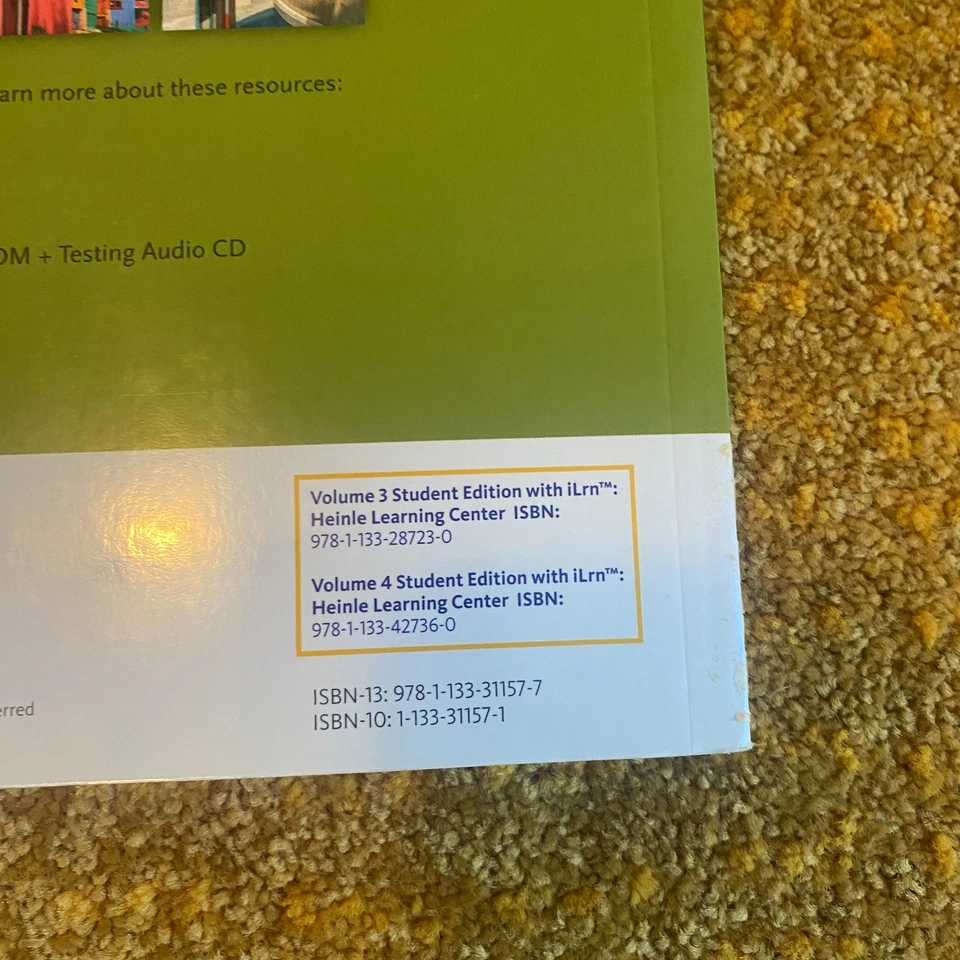 arn more about these resources:
OM + Testing Audio CD
Volume 3 Student Edition with iLrn™:
Heinle Learning Center ISBN:
978-1-133-28723-0
Volume 4 Student Edition with iLrn™:
Heinle Learning Center ISBN:
978-1-133-42736-0
erred
ISBN-13: 978-1-133-31157-7
ISBN-10: 1-133-31157-1